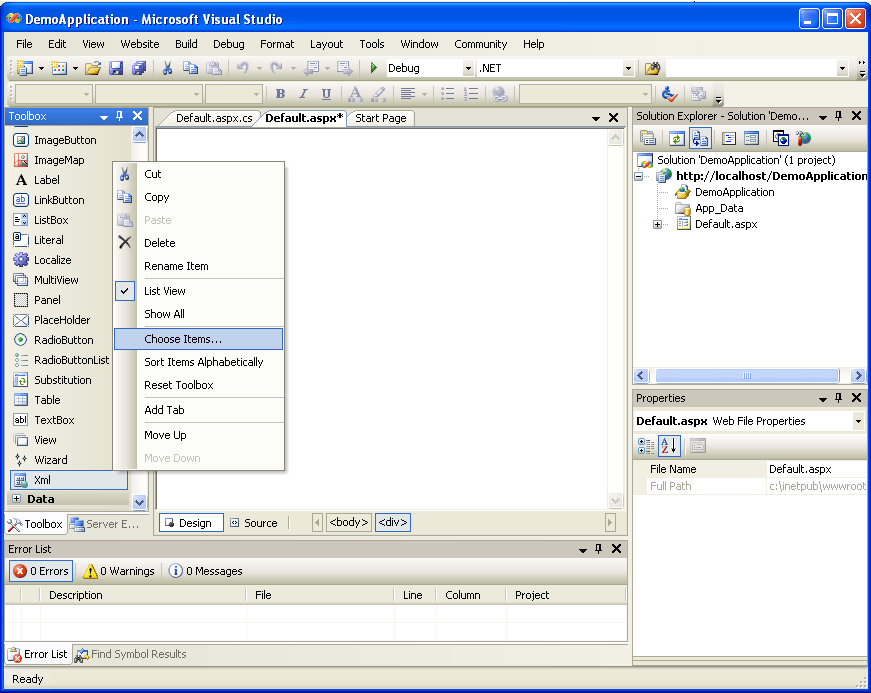 DemoApplication - Microsoft Visual Studio
File Edit View Website Build Debug Format Layout Tools Window Community Help
Debug .NET
B I U A
Toolbox
ImageButton
ImageMap
A Label
ab LinkButton
ListBox
Literal
Localize
MultiView
Panel
PlaceHolder
RadioButton
RadioButtonList
Substitution
Table
abl TextBox
View
Wizard
Xml
Data
Toolbox Server E...
Default.aspx.cs Default.aspx* Start Page
Cut
Copy
Paste
Delete
Rename Item
List View
Show All
Choose Items...
Sort Items Alphabetically
Reset Toolbox
Add Tab
Move Up
Move Down
Design Source <body> <div>
Solution Explorer - Solution 'Demo...
Solution 'DemoApplication' (1 project)
http://localhost/DemoApplication
DemoApplication
App_Data
Default.aspx
Properties
Default.aspx Web File Properties
File Name Default.aspx
Full Path c:\inetpub\wwwroot
Error List
0 Errors 0 Warnings 0 Messages
Description File Line Column Project
Error List Find Symbol Results
Ready